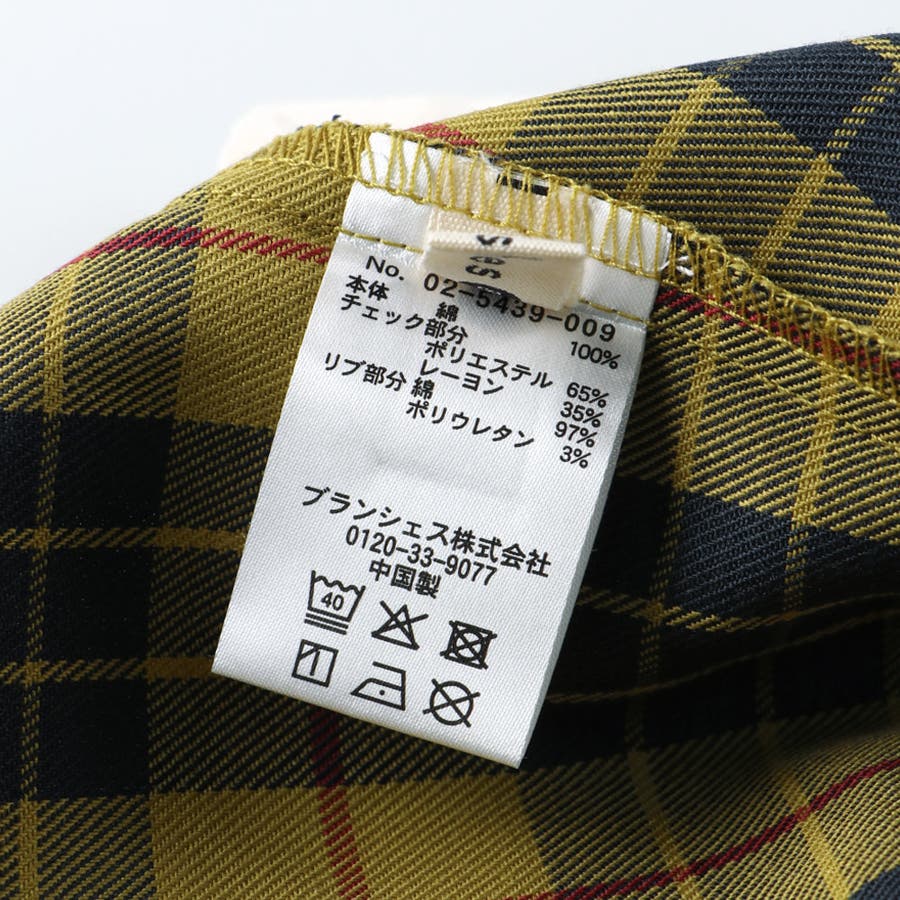 No. 02-5439-009
本体 綿 100%
チェック部分
ポリエステル 65%
レーヨン 35%
リブ部分 綿 97%
ポリウレタン 3%
ブランシェス株式会社
0120-33-9077
中国製
40